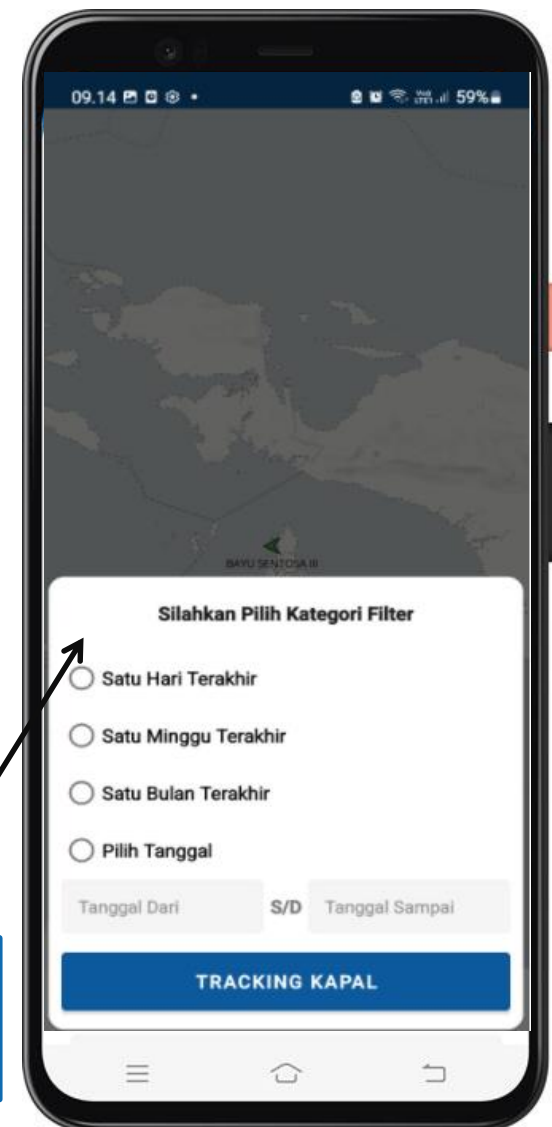 09.14
59%
BAYU SENTOSA III
Silahkan Pilih Kategori Filter
Satu Hari Terakhir
Satu Minggu Terakhir
Satu Bulan Terakhir
Pilih Tanggal
Tanggal Dari S/D Tanggal Sampai
TRACKING KAPAL